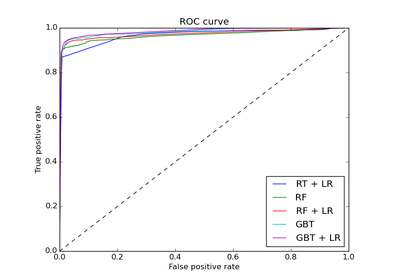 ROC curve
True positive rate
1.0
0.8
0.6
0.4
0.2
0.0
0.0 0.2 0.4 0.6 0.8 1.0
False positive rate
RT + LR
RF
RF + LR
GBT
GBT + LR